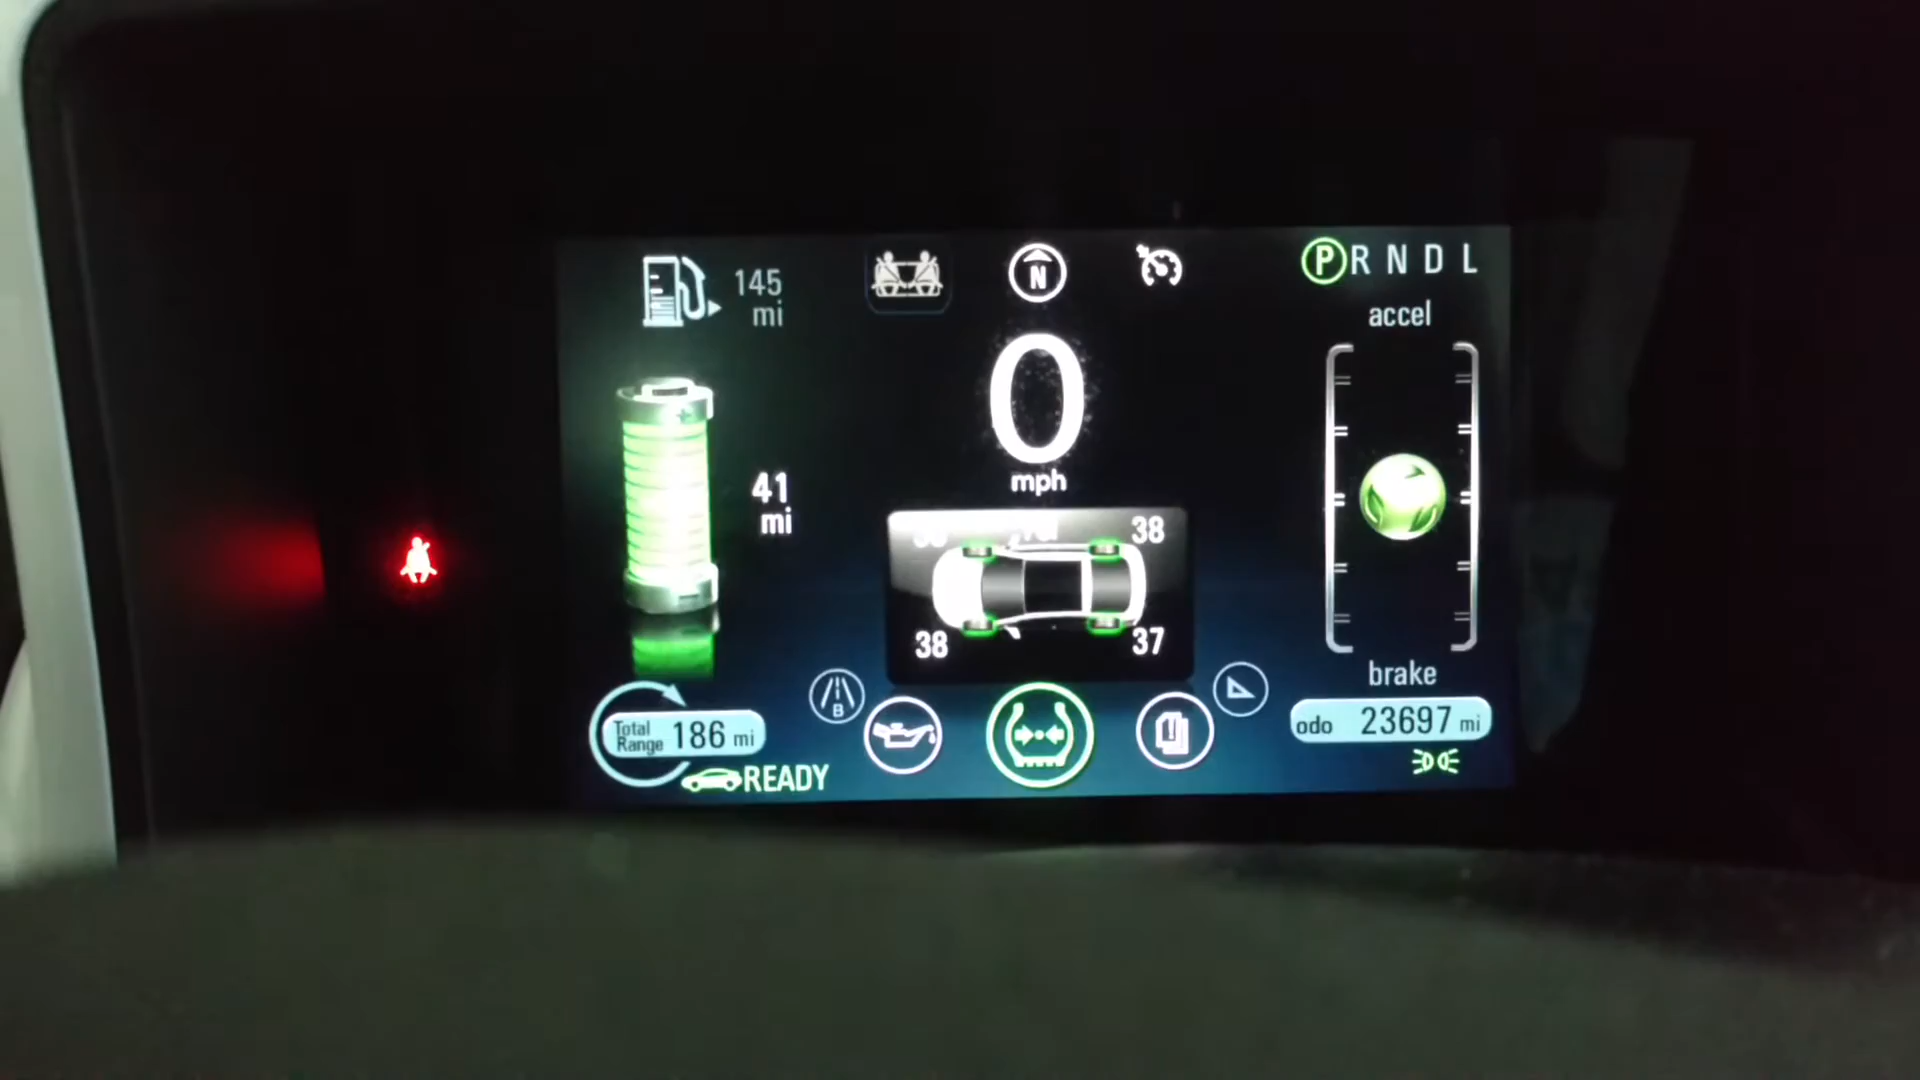 145
mi
N
P R N D L
accel
0
mph
41
mi
38
38
37
brake
B
Total
Range 186 mi
odo 23697 mi
READY